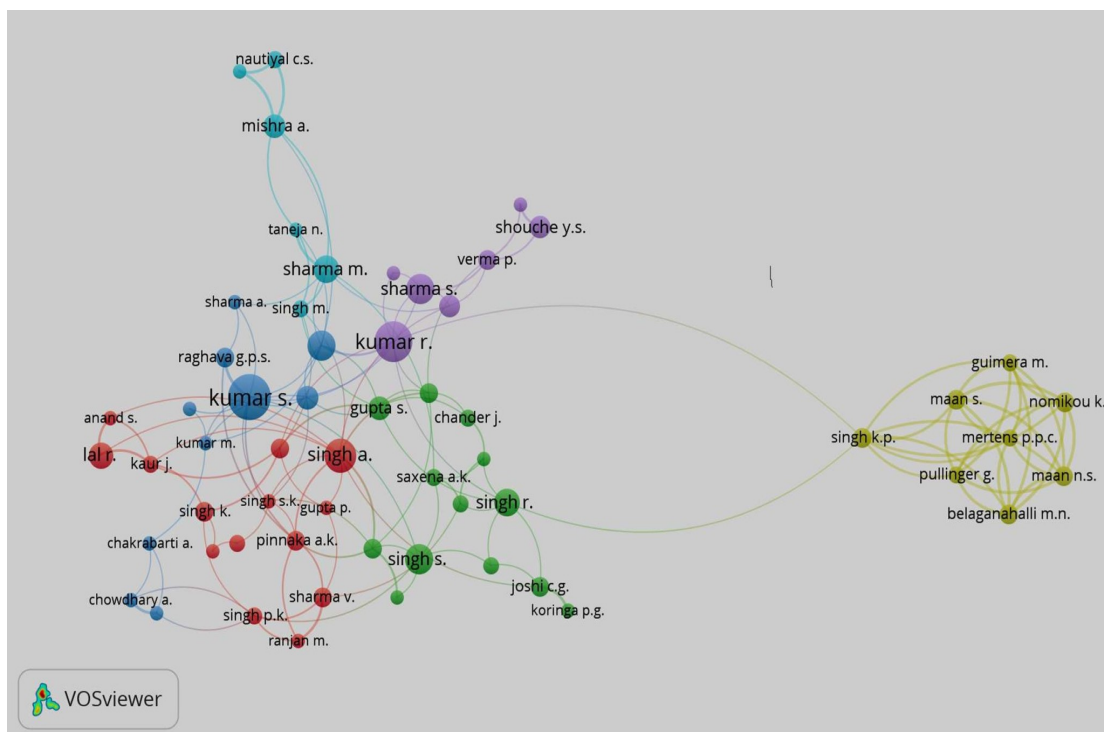 nautiyal c.s.
mishra a.
shouche y.s.
taneja n.
verma p.
sharma m.
sharma s.
sharma a.
singh m.
kumar r.
raghava g.p.s.
guimera m.
kumar s.
maan s.
nomikou k.
gupta s.
chander j.
anand s.
singh k.p.
mertens p.p.c.
kumar m.
lal r.
kaur j.
singh a.
saxena a.k.
pullinger g.
maan n.s.
singh s.k.
singh r.
gupta p.
singh k.
belaganahalli m.n.
chakrabarti a.
pinnaka a.k.
singh s.
joshi c.g.
chowdhary a.
sharma v.
koringa p.g.
singh p.k.
ranjan m.
VOSviewer